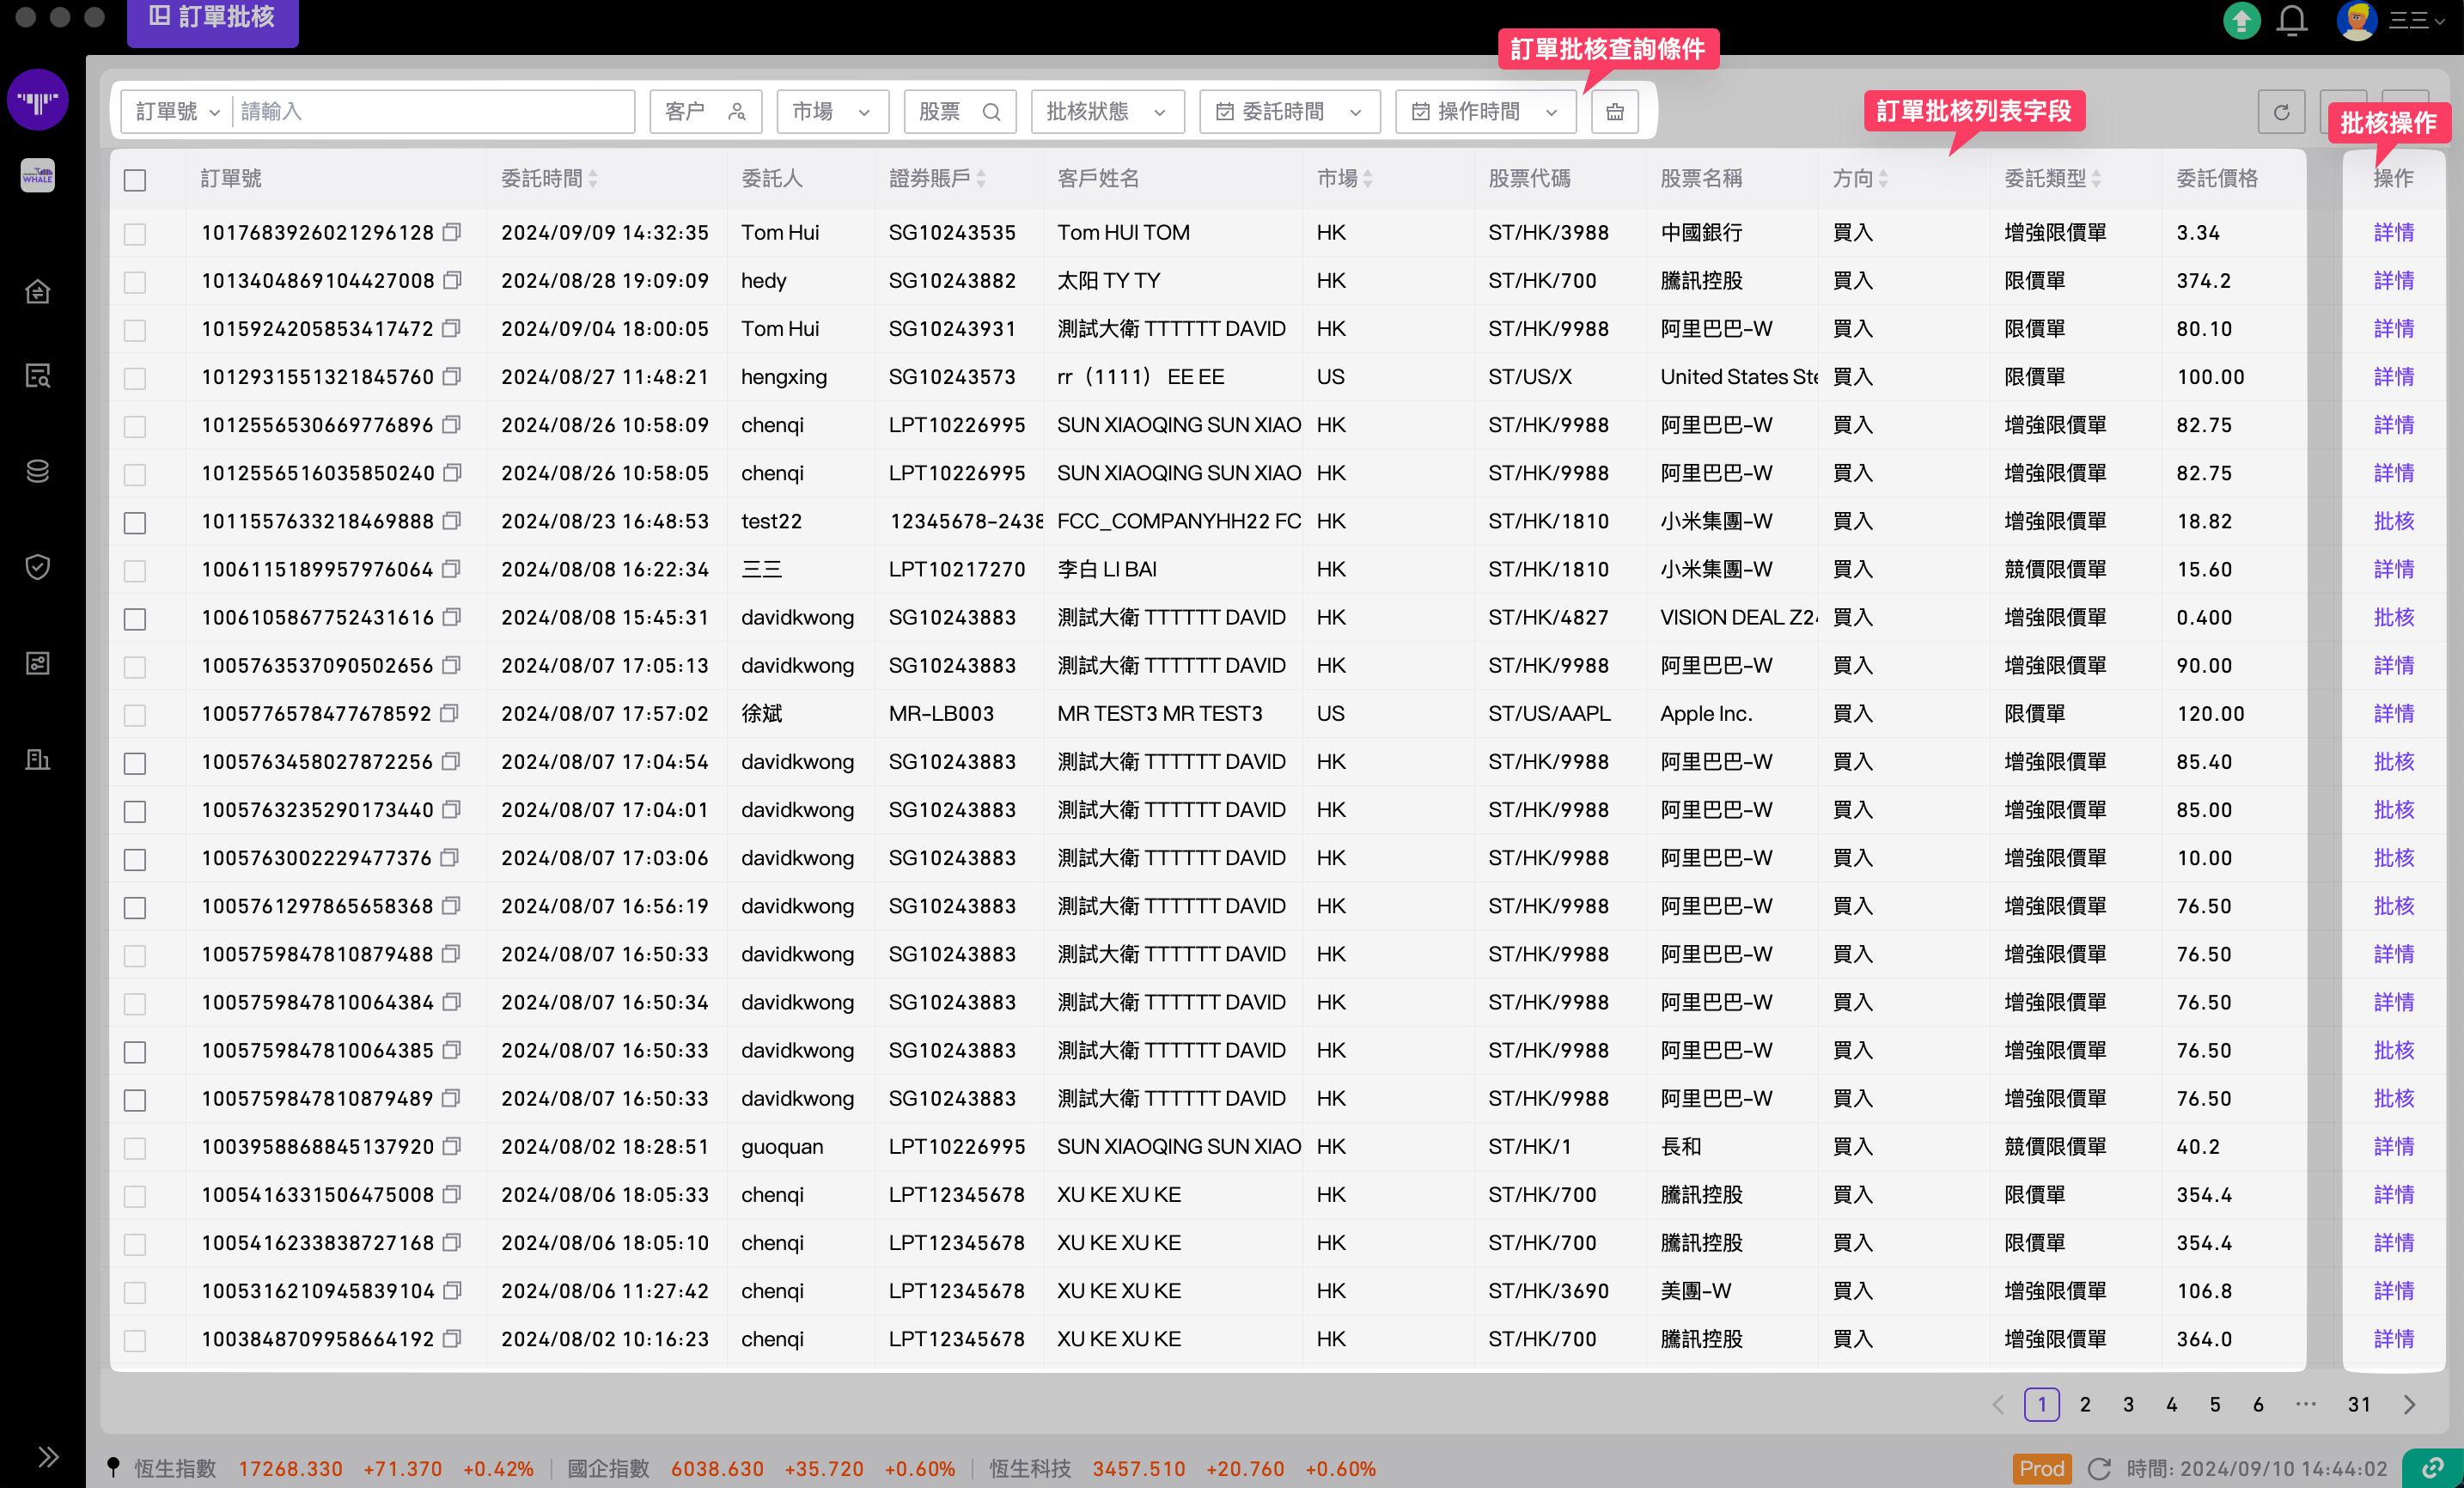 訂單批核
三三
訂單批核查詢條件
訂單批核列表字段
批核操作
WHALE
訂單號 請輸入 客户 市場 股票 批核狀態 委託時間 操作時間
訂單號 委託時間 委託人 證券賬戶 客戶姓名 市場 股票代碼 股票名稱 方向 委託類型 委託價格 操作
1017683926021296128 2024/09/09 14:32:35 Tom Hui SG10243535 Tom HUI TOM HK ST/HK/3988 中國銀行 買入 增強限價單 3.34 詳情
1013404869104427008 2024/08/28 19:09:09 hedy SG10243882 太阳 TY TY HK ST/HK/700 騰訊控股 買入 限價單 374.2 詳情
1015924205853417472 2024/09/04 18:00:05 Tom Hui SG10243931 測試大衛 TTTTTT DAVID HK ST/HK/9988 阿里巴巴-W 買入 限價單 80.10 詳情
1012931551321845760 2024/08/27 11:48:21 hengxing SG10243573 rr（1111） EE EE US ST/US/X United States Ste 買入 限價單 100.00 詳情
1012556530669776896 2024/08/26 10:58:09 chenqi LPT10226995 SUN XIAOQING SUN XIAO HK ST/HK/9988 阿里巴巴-W 買入 增強限價單 82.75 詳情
1012556516035850240 2024/08/26 10:58:05 chenqi LPT10226995 SUN XIAOQING SUN XIAO HK ST/HK/9988 阿里巴巴-W 買入 增強限價單 82.75 詳情
1011557633218469888 2024/08/23 16:48:53 test22 12345678-2438 FCC_COMPANYHH22 FC HK ST/HK/1810 小米集團-W 買入 增強限價單 18.82 批核
1006115189957976064 2024/08/08 16:22:34 三三 LPT10217270 李白 LI BAI HK ST/HK/1810 小米集團-W 買入 競價限價單 15.60 詳情
1006105867752431616 2024/08/08 15:45:31 davidkwong SG10243883 測試大衛 TTTTTT DAVID HK ST/HK/4827 VISION DEAL Z24 買入 增強限價單 0.400 批核
1005763537090502656 2024/08/07 17:05:13 davidkwong SG10243883 測試大衛 TTTTTT DAVID HK ST/HK/9988 阿里巴巴-W 買入 增強限價單 90.00 詳情
1005776578477678592 2024/08/07 17:57:02 徐斌 MR-LB003 MR TEST3 MR TEST3 US ST/US/AAPL Apple Inc. 買入 限價單 120.00 詳情
1005763458027872256 2024/08/07 17:04:54 davidkwong SG10243883 測試大衛 TTTTTT DAVID HK ST/HK/9988 阿里巴巴-W 買入 增強限價單 85.40 批核
1005763235290173440 2024/08/07 17:04:01 davidkwong SG10243883 測試大衛 TTTTTT DAVID HK ST/HK/9988 阿里巴巴-W 買入 增強限價單 85.00 批核
1005763002229477376 2024/08/07 17:03:06 davidkwong SG10243883 測試大衛 TTTTTT DAVID HK ST/HK/9988 阿里巴巴-W 買入 增強限價單 10.00 批核
1005761297865658368 2024/08/07 16:56:19 davidkwong SG10243883 測試大衛 TTTTTT DAVID HK ST/HK/9988 阿里巴巴-W 買入 增強限價單 76.50 批核
1005759847810879488 2024/08/07 16:50:33 davidkwong SG10243883 測試大衛 TTTTTT DAVID HK ST/HK/9988 阿里巴巴-W 買入 增強限價單 76.50 詳情
1005759847810064384 2024/08/07 16:50:34 davidkwong SG10243883 測試大衛 TTTTTT DAVID HK ST/HK/9988 阿里巴巴-W 買入 增強限價單 76.50 詳情
1005759847810064385 2024/08/07 16:50:33 davidkwong SG10243883 測試大衛 TTTTTT DAVID HK ST/HK/9988 阿里巴巴-W 買入 增強限價單 76.50 批核
1005759847810879489 2024/08/07 16:50:33 davidkwong SG10243883 測試大衛 TTTTTT DAVID HK ST/HK/9988 阿里巴巴-W 買入 增強限價單 76.50 批核
1003958868845137920 2024/08/02 18:28:51 guoquan LPT10226995 SUN XIAOQING SUN XIAO HK ST/HK/1 長和 買入 競價限價單 40.2 詳情
1005416331506475008 2024/08/06 18:05:33 chenqi LPT12345678 XU KE XU KE HK ST/HK/700 騰訊控股 買入 限價單 354.4 詳情
1005416233838727168 2024/08/06 18:05:10 chenqi LPT12345678 XU KE XU KE HK ST/HK/700 騰訊控股 買入 限價單 354.4 詳情
1005316210945839104 2024/08/06 11:27:42 chenqi LPT12345678 XU KE XU KE HK ST/HK/3690 美團-W 買入 增強限價單 106.8 詳情
1003848709958664192 2024/08/02 10:16:23 chenqi LPT12345678 XU KE XU KE HK ST/HK/700 騰訊控股 買入 增強限價單 364.0 詳情
1 2 3 4 5 6 ··· 31
恆生指數 17268.330 +71.370 +0.42% 國企指數 6038.630 +35.720 +0.60% 恆生科技 3457.510 +20.760 +0.60% Prod 時間: 2024/09/10 14:44:02